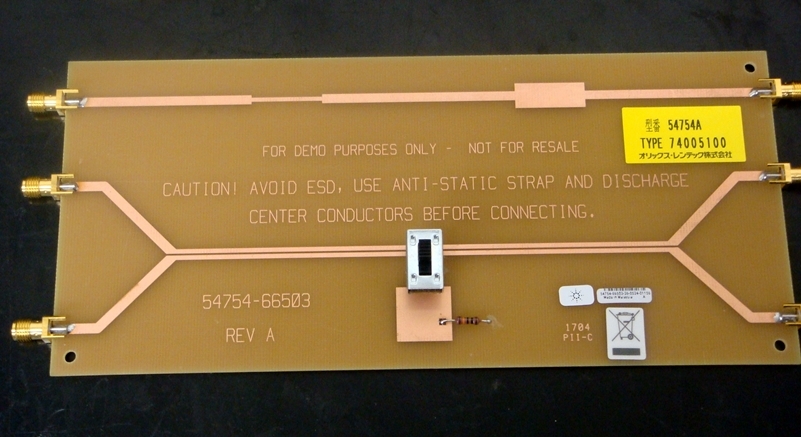 FOR DEMO PURPOSES ONLY - NOT FOR RESALE
型番 54754A
TYPE 74005100
オリックス・レンテック株式会社
CAUTION! AVOID ESD, USE ANTI-STATIC STRAP AND DISCHARGE
CENTER CONDUCTORS BEFORE CONNECTING.
54754-66503
REV A
1704
PII-C